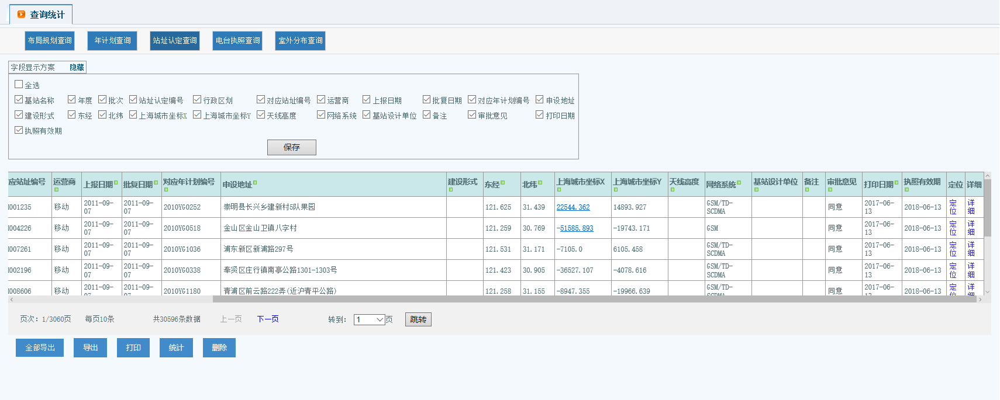 查询统计
布局规划查询 年计划查询 站址认定查询 电台执照查询 室外分布查询
字段显示方案 隐藏
全选
基站名称 年度 批次 站址认定编号 行政区划 对应站址编号 运营商 上报日期 批复日期 对应年计划编号 申设地址
建设形式 东经 北纬 上海城市坐标X 上海城市坐标Y 天线高度 网络系统 基站设计单位 备注 审批意见 打印日期
执照有效期
保存
应站址编号 运营商 上报日期 批复日期 对应年计划编号 申设地址 建设形式 东经 北纬 上海城市坐标X 上海城市坐标Y 天线高度 网络系统 基站设计单位 备注 审批意见 打印日期 执照有效期 定位 详细
001235 移动 2011-09-07 2011-09-07 2010YG0252 崇明县长兴乡建新村5队果园 121.625 31.439 22544.362 14893.927 GSM/TD-SCDMA 同意 2017-06-13 2018-06-13 定位 详细
004226 移动 2011-09-07 2011-09-07 2010YG0518 金山区金山卫镇八字村 121.259 30.769 -51585.893 -19743.171 GSM 同意 2017-06-13 2018-06-13 定位 详细
007261 移动 2011-09-07 2011-09-07 2010YG1036 浦东新区新浦路297号 121.531 31.171 -7105.0 6105.458 GSM/TD-SCDMA 同意 2017-06-13 2018-06-13 定位 详细
002196 移动 2011-09-07 2011-09-07 2010YG0338 奉贤区庄行镇南亭公路1301-1303号 121.423 30.905 -36527.107 -4078.616 GSM/TD-SCDMA 同意 2017-06-13 2018-06-13 定位 详细
008606 移动 2011-09-07 2011-09-07 2010YG1180 青浦区前云路222弄(近沪青平公路) 121.258 31.155 -8947.355 -19966.639 GSM/TD-SCDMA 同意 2017-06-13 2018-06-13 定位 详细
页次: 1/3060页 每页10条 共30596条数据 上一页 下一页 转到: 1 页 跳转
全部导出 导出 打印 统计 删除